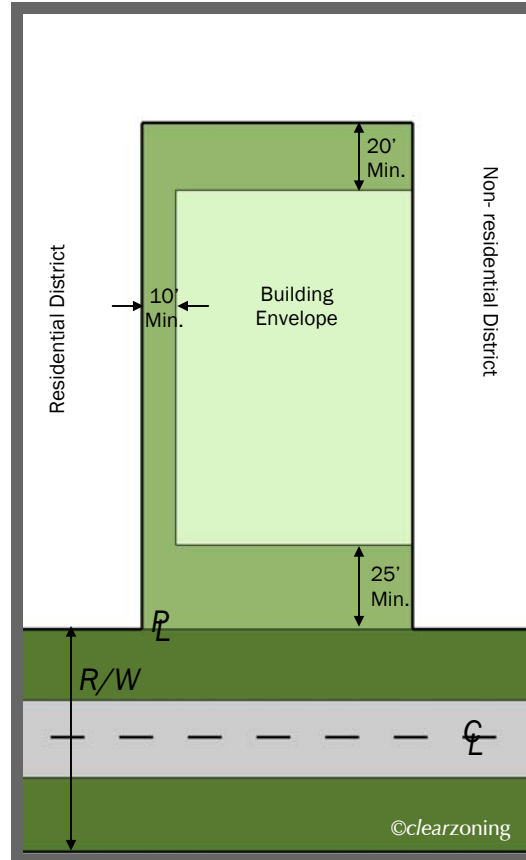 20’
Min.
Residential District
Non- residential District
10’
Min.
Building
Envelope
25’
Min.
PL
R/W
CL
©clearzoning